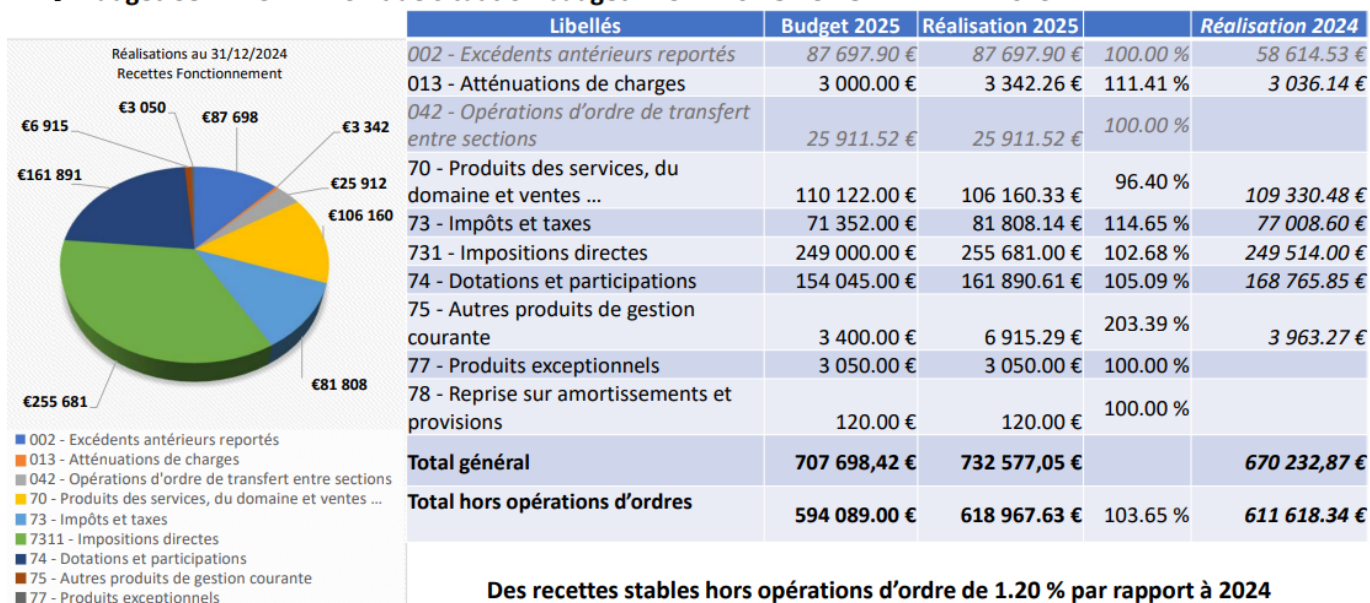 Réalisations au 31/12/2024
Recettes Fonctionnement
€3 050
€87 698
€3 342
€6 915
€25 912
€161 891
€106 160
€81 808
€255 681
002 - Excédents antérieurs reportés
013 - Atténuations de charges
042 - Opérations d'ordre de transfert entre sections
70 - Produits des services, du domaine et ventes ...
73 - Impôts et taxes
7311 - Impositions directes
74 - Dotations et participations
75 - Autres produits de gestion courante
77 - Produits exceptionnels
Libellés Budget 2025 Réalisation 2025 Réalisation 2024
002 - Excédents antérieurs reportés 87 697.90 € 87 697.90 € 100.00 % 58 614.53 €
013 - Atténuations de charges 3 000.00 € 3 342.26 € 111.41 % 3 036.14 €
042 - Opérations d’ordre de transfert
entre sections 25 911.52 € 25 911.52 € 100.00 %
70 - Produits des services, du
domaine et ventes ... 110 122.00 € 106 160.33 € 96.40 % 109 330.48 €
73 - Impôts et taxes 71 352.00 € 81 808.14 € 114.65 % 77 008.60 €
731 - Impositions directes 249 000.00 € 255 681.00 € 102.68 % 249 514.00 €
74 - Dotations et participations 154 045.00 € 161 890.61 € 105.09 % 168 765.85 €
75 - Autres produits de gestion
courante 3 400.00 € 6 915.29 € 203.39 % 3 963.27 €
77 - Produits exceptionnels 3 050.00 € 3 050.00 € 100.00 %
78 - Reprise sur amortissements et
provisions 120.00 € 120.00 € 100.00 %
Total général 707 698,42 € 732 577,05 € 670 232,87 €
Total hors opérations d’ordres 594 089.00 € 618 967.63 € 103.65 % 611 618.34 €
Des recettes stables hors opérations d’ordre de 1.20 % par rapport à 2024